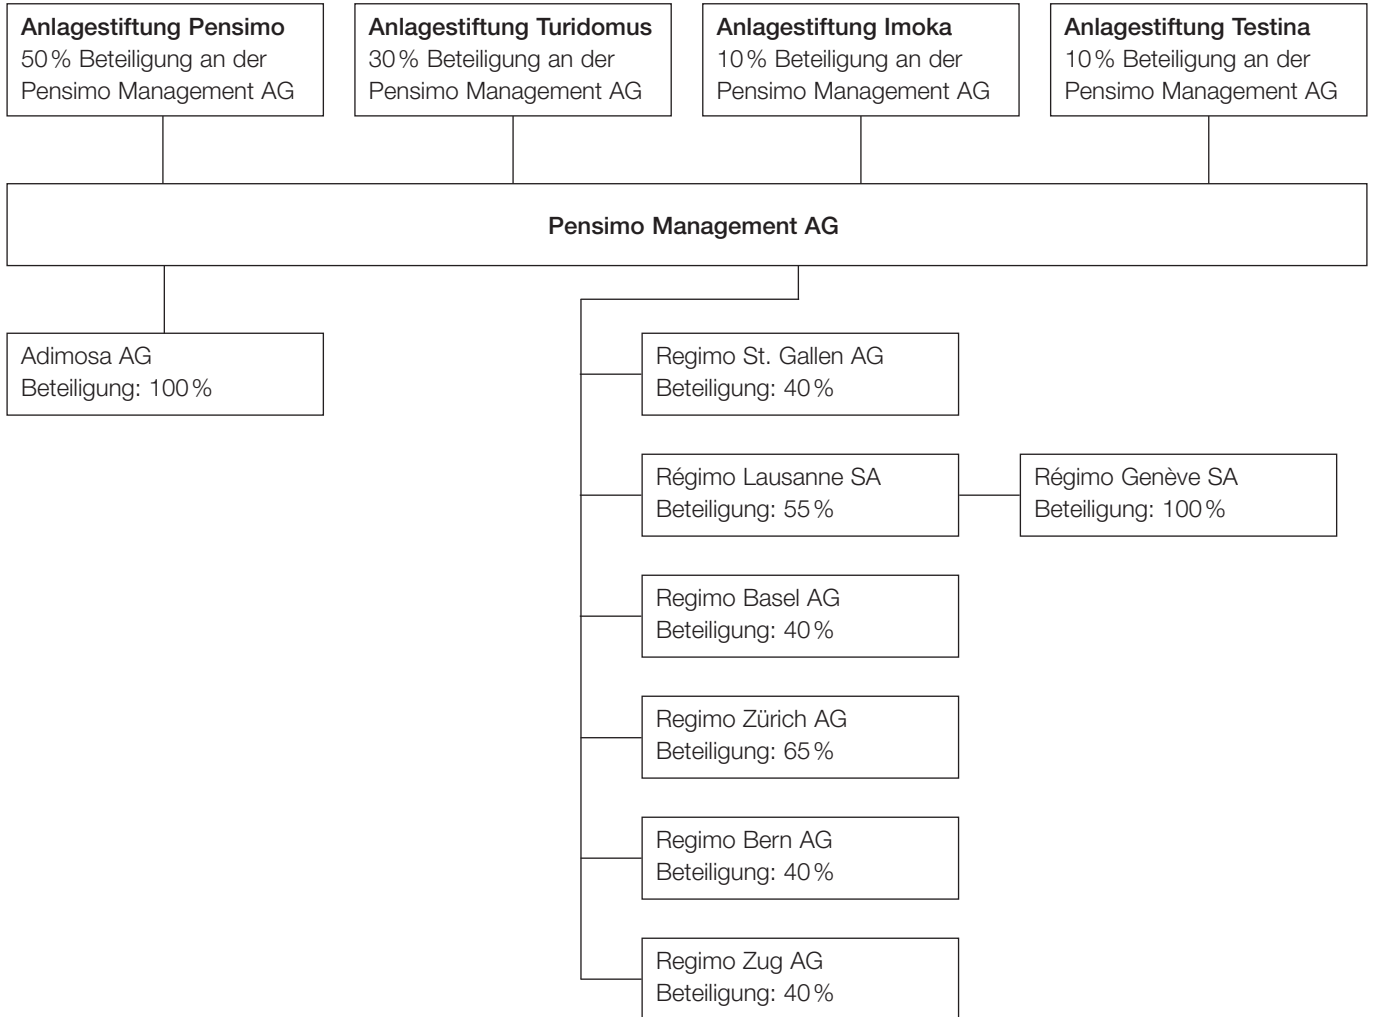 Anlagestiftung Pensimo
50% Beteiligung an der
Pensimo Management AG
Anlagestiftung Turidomus
30% Beteiligung an der
Pensimo Management AG
Anlagestiftung Imoka
10% Beteiligung an der
Pensimo Management AG
Anlagestiftung Testina
10% Beteiligung an der
Pensimo Management AG
Pensimo Management AG
Adimosa AG
Beteiligung: 100%
Regimo St. Gallen AG
Beteiligung: 40%
Régimo Lausanne SA
Beteiligung: 55%
Régimo Genève SA
Beteiligung: 100%
Regimo Basel AG
Beteiligung: 40%
Regimo Zürich AG
Beteiligung: 65%
Regimo Bern AG
Beteiligung: 40%
Regimo Zug AG
Beteiligung: 40%